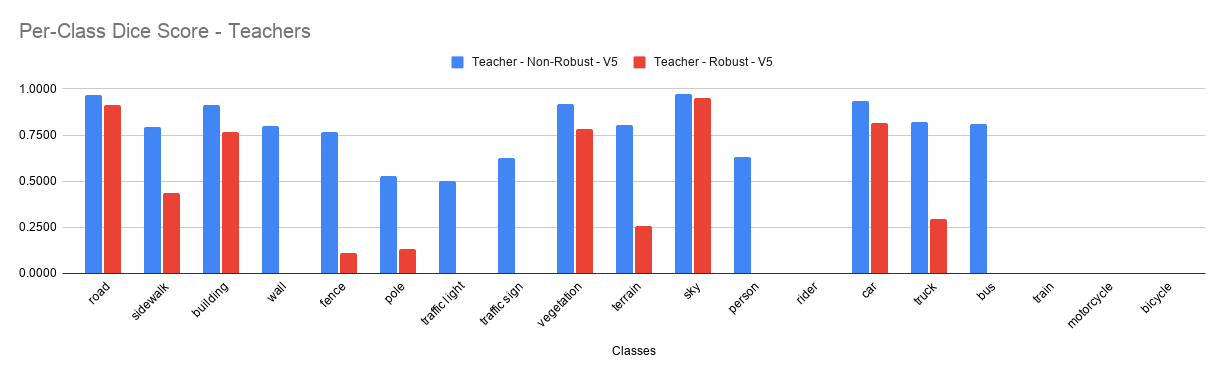 Per-Class Dice Score - Teachers
Teacher - Non-Robust - V5
Teacher - Robust - V5
1.0000
0.7500
0.5000
0.2500
0.0000
road
sidewalk
building
wall
fence
pole
traffic light
traffic sign
vegetation
terrain
sky
person
rider
car
truck
bus
train
motorcycle
bicycle
Classes